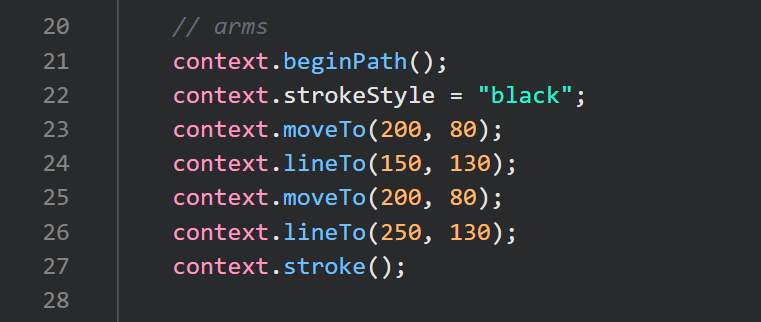 20 // arms
21 context.beginPath();
22 context.strokeStyle = "black";
23 context.moveTo(200, 80);
24 context.lineTo(150, 130);
25 context.moveTo(200, 80);
26 context.lineTo(250, 130);
27 context.stroke();
28